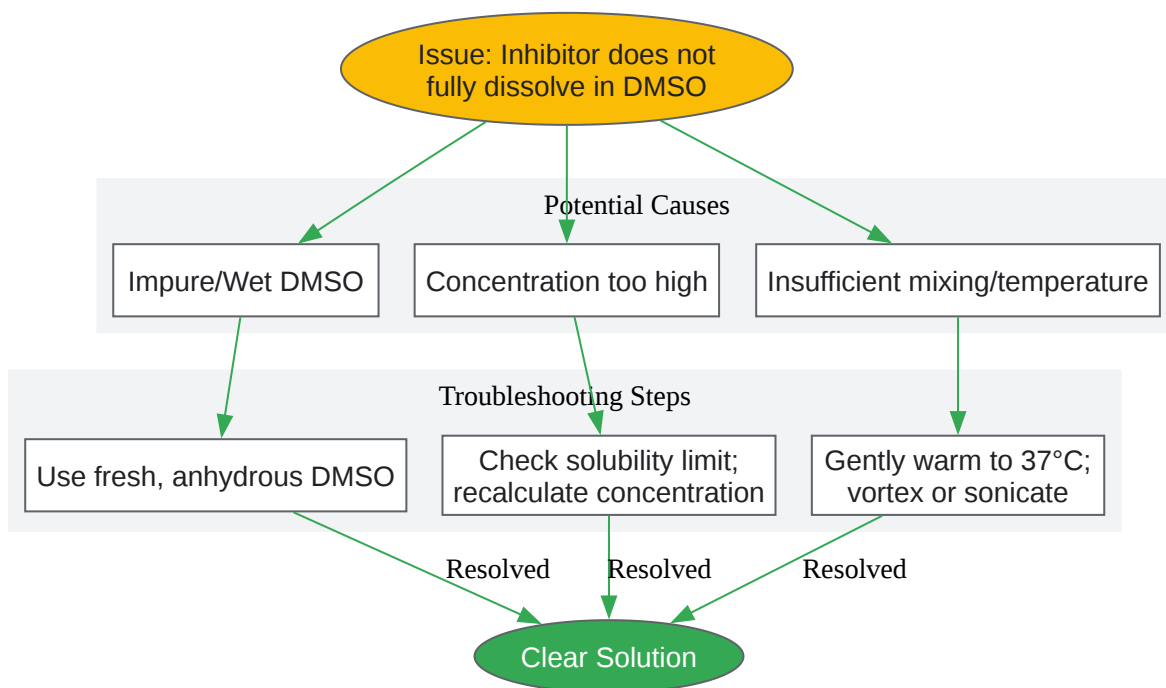 Issue: Inhibitor does not
fully dissolve in DMSO
Potential Causes
Impure/Wet DMSO
Concentration too high
Insufficient mixing/temperature
Troubleshooting Steps
Use fresh, anhydrous DMSO
Check solubility limit;
recalculate concentration
Gently warm to 37°C;
vortex or sonicate
Resolved
Resolved
Resolved
Clear Solution